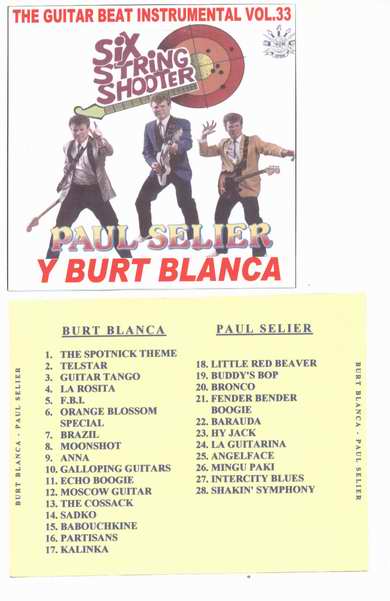 THE GUITAR BEAT INSTRUMENTAL VOL.33
SiX
STRiNG
SHOOTER
PAUL SELIER
Y BURT BLANCA
BURT BLANCA
1. THE SPOTNICK THEME
2. TELSTAR
3. GUITAR TANGO
4. LA ROSITA
5. F.B.I.
6. ORANGE BLOSSOM
SPECIAL
7. BRAZIL
8. MOONSHOT
9. ANNA
10. GALLOPING GUITARS
11. ECHO BOOGIE
12. MOSCOW GUITAR
13. THE COSSACK
14. SADKO
15. BABOUCHKINE
16. PARTISANS
17. KALINKA
PAUL SELIER
18. LITTLE RED BEAVER
19. BUDDY'S BOP
20. BRONCO
21. FENDER BENDER
BOOGIE
22. BARAUDA
23. HY JACK
24. LA GUITARINA
25. ANGELFACE
26. MINGU PAKI
27. INTERCITY BLUES
28. SHAKIN' SYMPHONY
BURT BLANCA - PAUL SELIER
BURT BLANCA - PAUL SELIER